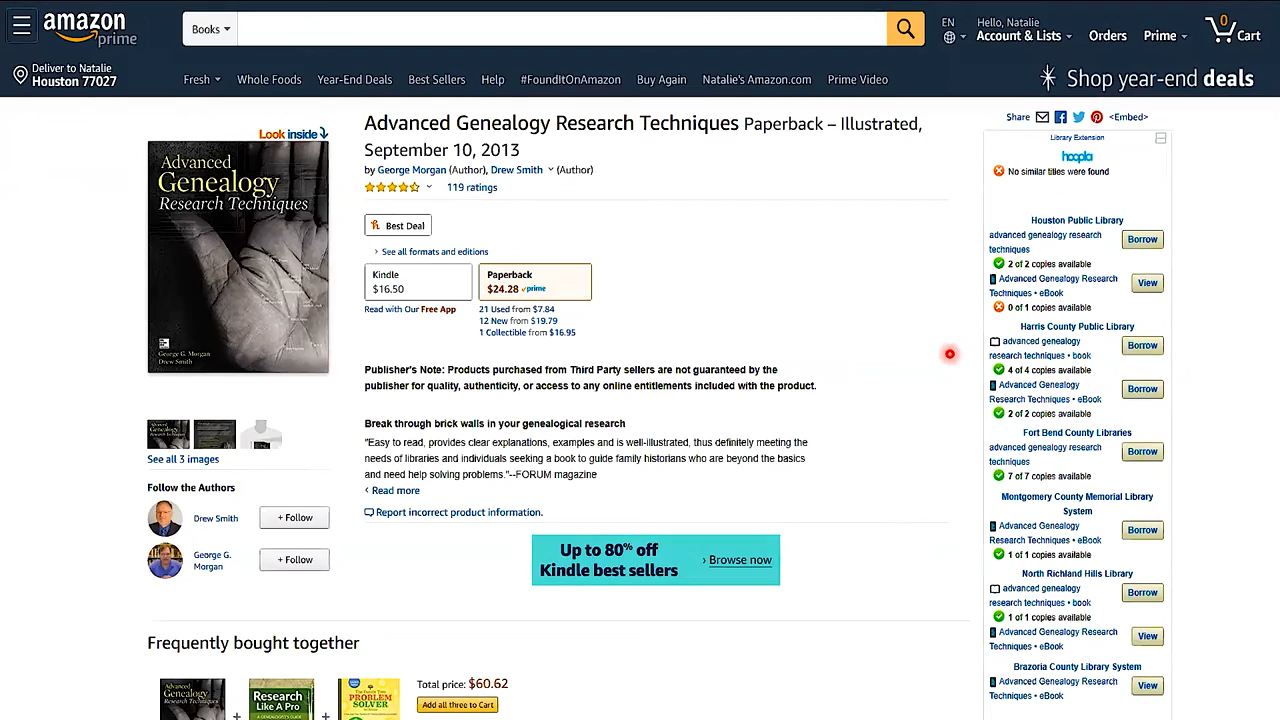 amazon
prime
Books
EN
Hello, Natalie
Account & Lists
Orders
Prime
0
Cart
Deliver to Natalie
Houston 77027
Fresh
Whole Foods
Year-End Deals
Best Sellers
Help
#FoundItOnAmazon
Buy Again
Natalie's Amazon.com
Prime Video
Shop year-end deals
Look inside
Advanced
Genealogy
Research Techniques
George G. Morgan
Drew Smith
See all 3 images
Follow the Authors
Drew Smith
+ Follow
George G.
Morgan
+ Follow
Advanced Genealogy Research Techniques Paperback – Illustrated,
September 10, 2013
by George Morgan (Author), Drew Smith (Author)
119 ratings
Best Deal
› See all formats and editions
Kindle
$16.50
Paperback
$24.28 prime
Read with Our Free App
21 Used from $7.84
12 New from $19.79
1 Collectible from $16.95
Publisher's Note: Products purchased from Third Party sellers are not guaranteed by the
publisher for quality, authenticity, or access to any online entitlements included with the product.
Break through brick walls in your genealogical research
"Easy to read, provides clear explanations, examples and is well-illustrated, thus definitely meeting the
needs of libraries and individuals seeking a book to guide family historians who are beyond the basics
and need help solving problems."--FORUM magazine
‹ Read more
Report incorrect product information.
Up to 80% off
Kindle best sellers
› Browse now
Share
<Embed>
Library Extension
hoopla
No similar titles were found
Houston Public Library
advanced genealogy research
techniques
Borrow
2 of 2 copies available
Advanced Genealogy Research
Techniques • eBook
View
0 of 1 copies available
Harris County Public Library
advanced genealogy
research techniques • book
Borrow
4 of 4 copies available
Advanced Genealogy
Research Techniques • eBook
Borrow
2 of 2 copies available
Fort Bend County Libraries
advanced genealogy research
techniques
Borrow
7 of 7 copies available
Montgomery County Memorial Library
System
Advanced Genealogy
Research Techniques • eBook
Borrow
1 of 1 copies available
North Richland Hills Library
advanced genealogy
research techniques • book
Borrow
1 of 1 copies available
Advanced Genealogy Research
Techniques • eBook
View
Brazoria County Library System
Advanced Genealogy Research
Techniques • eBook
View
Frequently bought together
Advanced
Genealogy
Research Techniques
+
Research
Like A Pro
+
PROBLEM
SOLVER
Total price: $60.62
Add all three to Cart